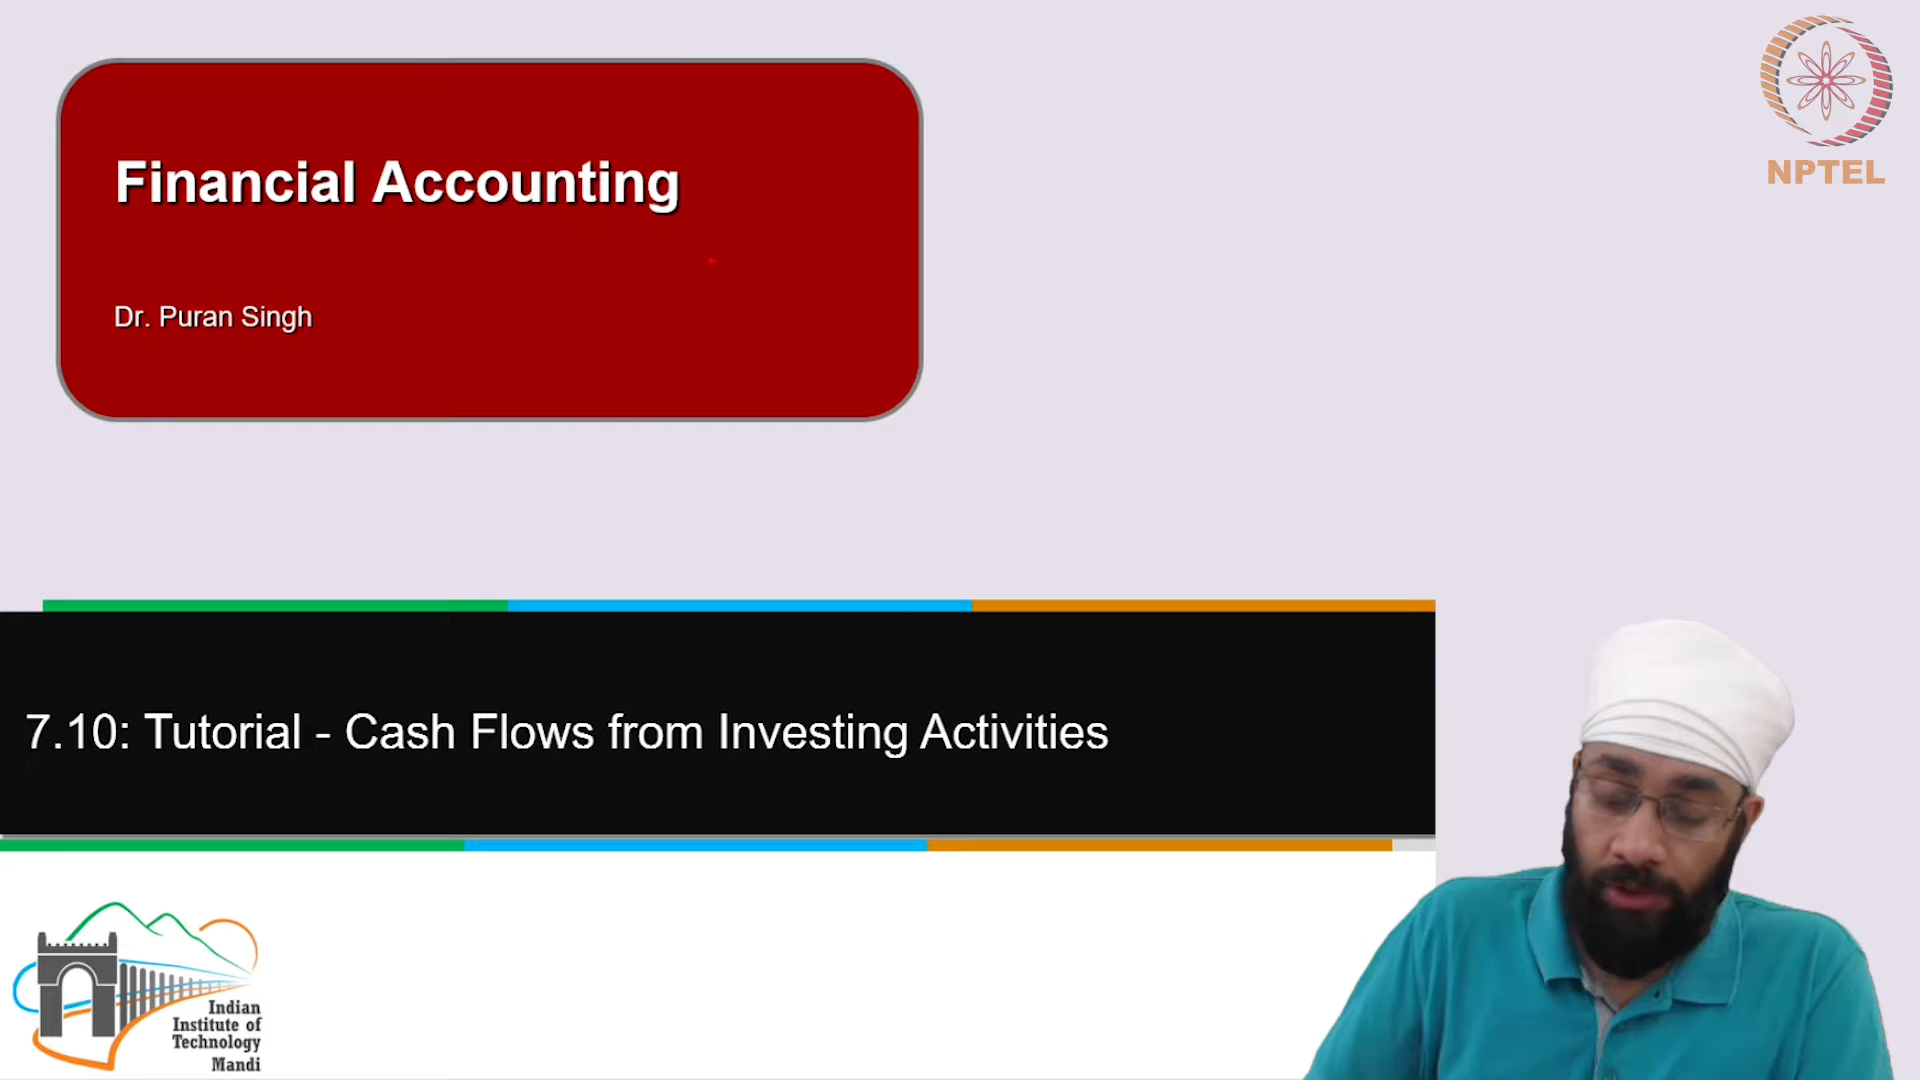 Financial Accounting
Dr. Puran Singh
NPTEL
7.10: Tutorial - Cash Flows from Investing Activities
Indian
Institute of
Technology
Mandi